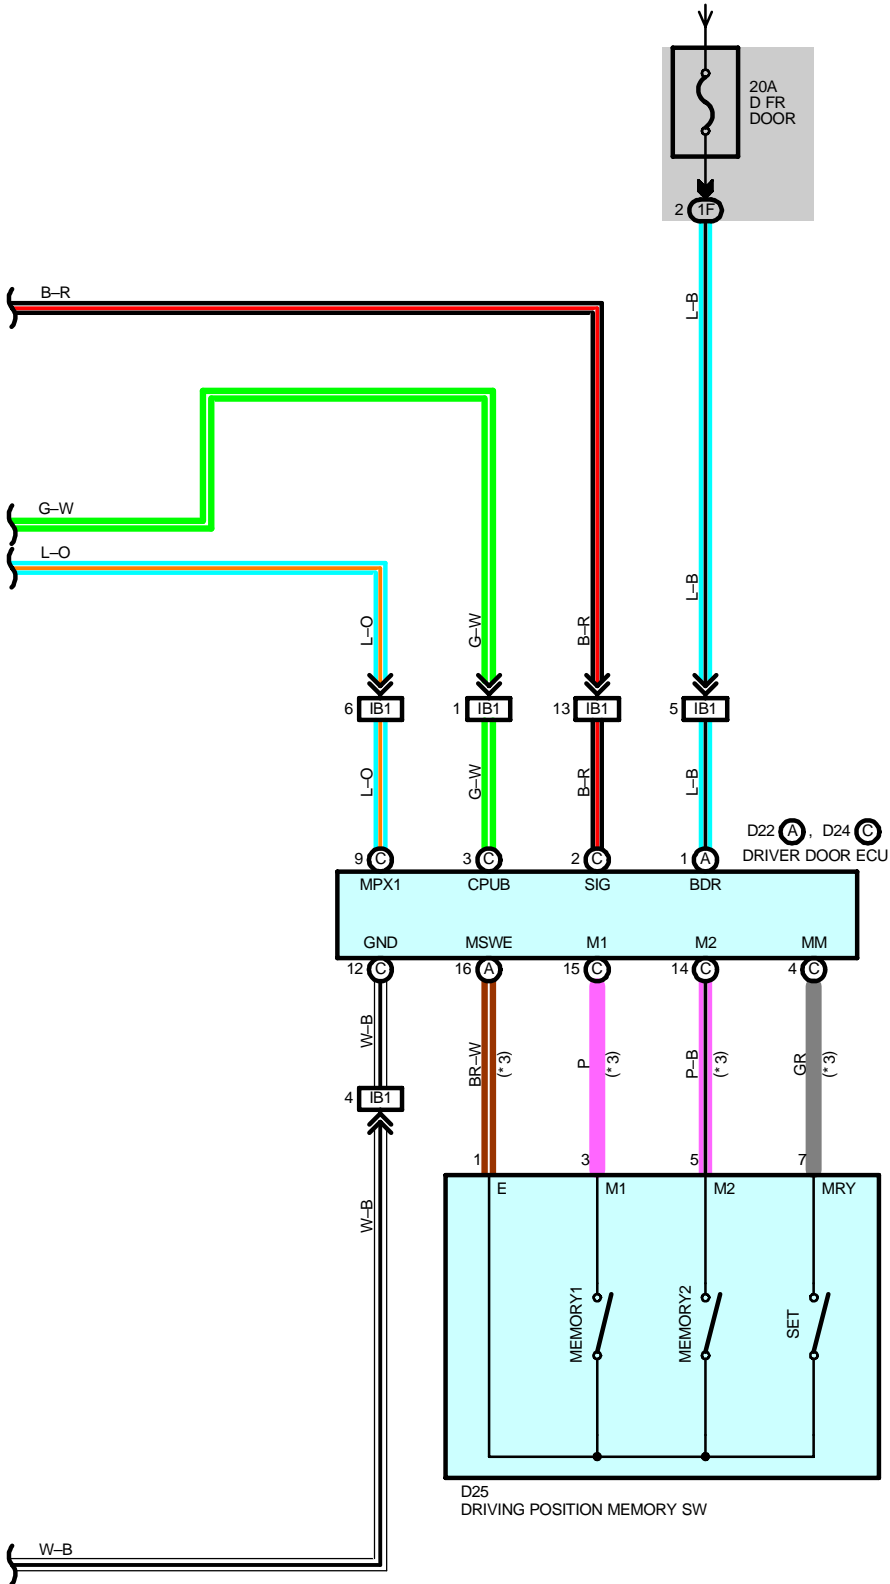 20A
D FR
DOOR
2 1F
B–R
L–B
G–W
L–O
L–B
L–O
G–W
B–R
6 IB1
1 IB1
13 IB1
5 IB1
L–O
G–W
B–R
L–B
D22 A , D24 C
DRIVER DOOR ECU
9 C
3 C
2 C
1 A
MPX1 CPUB SIG BDR
GND MSWE M1 M2 MM
12 C
16 A
15 C
14 C
4 C
W–B
BR–W
(* 3)
P
(* 3)
P–B
(* 3)
GR
(* 3)
4 IB1
1 3 5 7
E M1 M2 MRY
W–B
MEMORY1
MEMORY2
SET
D25
DRIVING POSITION MEMORY SW
W–B